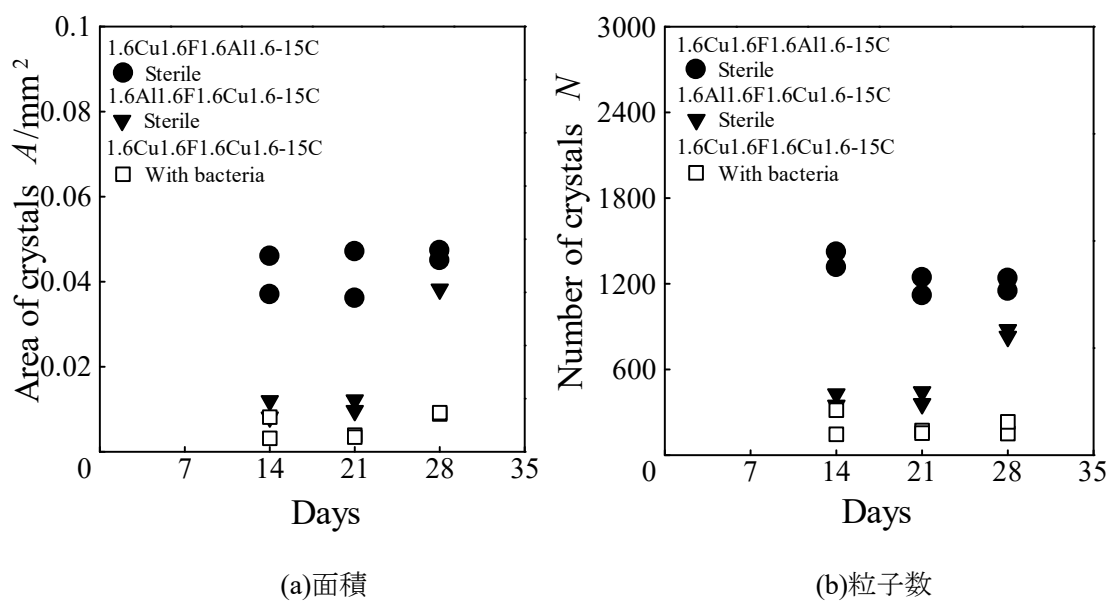 0.1
0.08
0.06
0.04
0.02
0
7
14
21
28
35
Area of crystals A/mm²
Days
1.6Cu1.6F1.6Al1.6-15C
Sterile
1.6Al1.6F1.6Cu1.6-15C
Sterile
1.6Cu1.6F1.6Cu1.6-15C
With bacteria
(a)面積
3000
2400
1800
1200
600
0
7
14
21
28
35
Number of crystals N
Days
1.6Cu1.6F1.6Al1.6-15C
Sterile
1.6Al1.6F1.6Cu1.6-15C
Sterile
1.6Cu1.6F1.6Cu1.6-15C
With bacteria
(b)粒子数